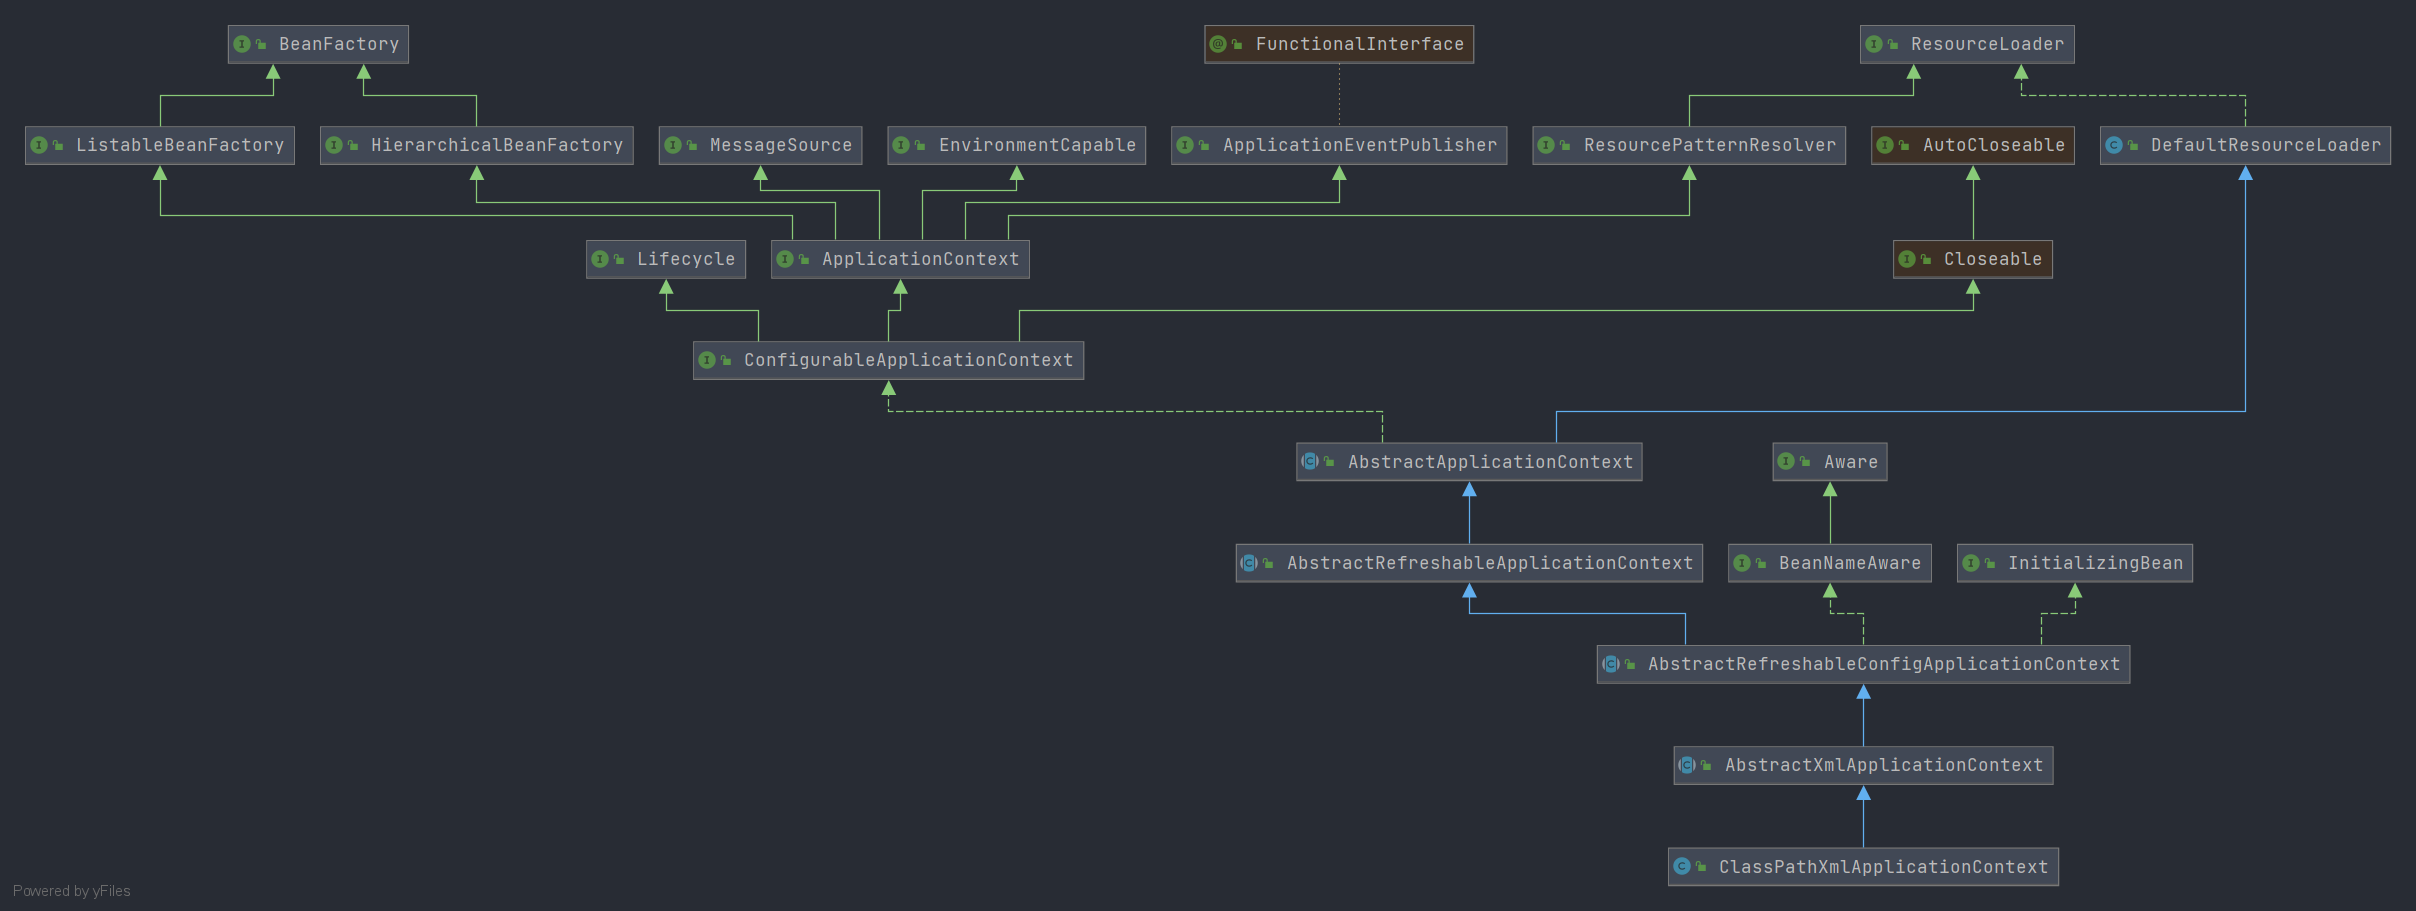 BeanFactory
FunctionalInterface
ResourceLoader
ListableBeanFactory
HierarchicalBeanFactory
MessageSource
EnvironmentCapable
ApplicationEventPublisher
ResourcePatternResolver
AutoCloseable
DefaultResourceLoader
Lifecycle
ApplicationContext
Closeable
ConfigurableApplicationContext
AbstractApplicationContext
Aware
AbstractRefreshableApplicationContext
BeanNameAware
InitializingBean
AbstractRefreshableConfigApplicationContext
AbstractXmlApplicationContext
ClassPathXmlApplicationContext
Powered by yFiles